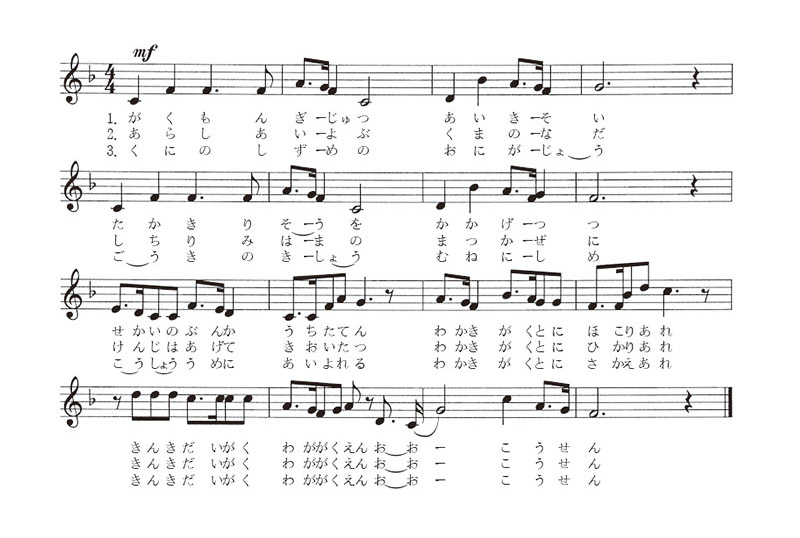 mf
1. がくもんぎーじゅつ あいきーそい
2. あらしあいーよぶ くまのーなだ
3. くにのしずーめの おにがーじょう
たかきりそーうを かかげーつつ
しちりみはーまの まつかーぜに
ごうきのきーしょう むねにーしめ
せかいのぶんか うちたてん わかきがくとに ほこりあれ
けんじはあげて きおいたつ わかきがくとに ひかりあれ
こうしょううめに あいよれる わかきがくとに さかえあれ
きんきだいがく わががくえんおおー こうせん
きんきだいがく わががくえんおおー こうせん
きんきだいがく わががくえんおおー こうせん